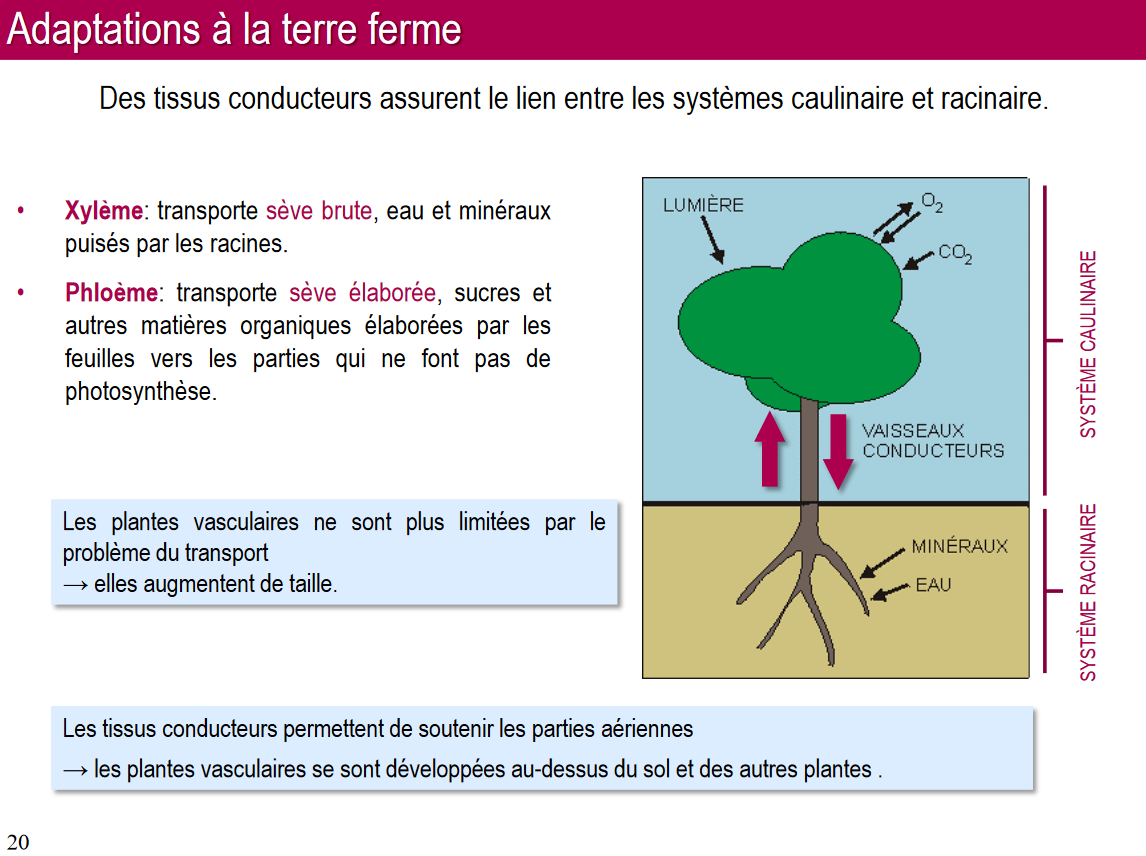 Adaptations à la terre ferme
Des tissus conducteurs assurent le lien entre les systèmes caulinaire et racinaire.
• Xylème: transporte sève brute, eau et minéraux
puisés par les racines.
• Phloème: transporte sève élaborée, sucres et
autres matières organiques élaborées par les
feuilles vers les parties qui ne font pas de
photosynthèse.
Les plantes vasculaires ne sont plus limitées par le
problème du transport
→ elles augmentent de taille.
LUMIÈRE
O2
CO2
VAISSEAUX
CONDUCTEURS
MINÉRAUX
EAU
SYSTÈME CAULINAIRE
SYSTÈME RACINAIRE
Les tissus conducteurs permettent de soutenir les parties aériennes
→ les plantes vasculaires se sont développées au-dessus du sol et des autres plantes .
20